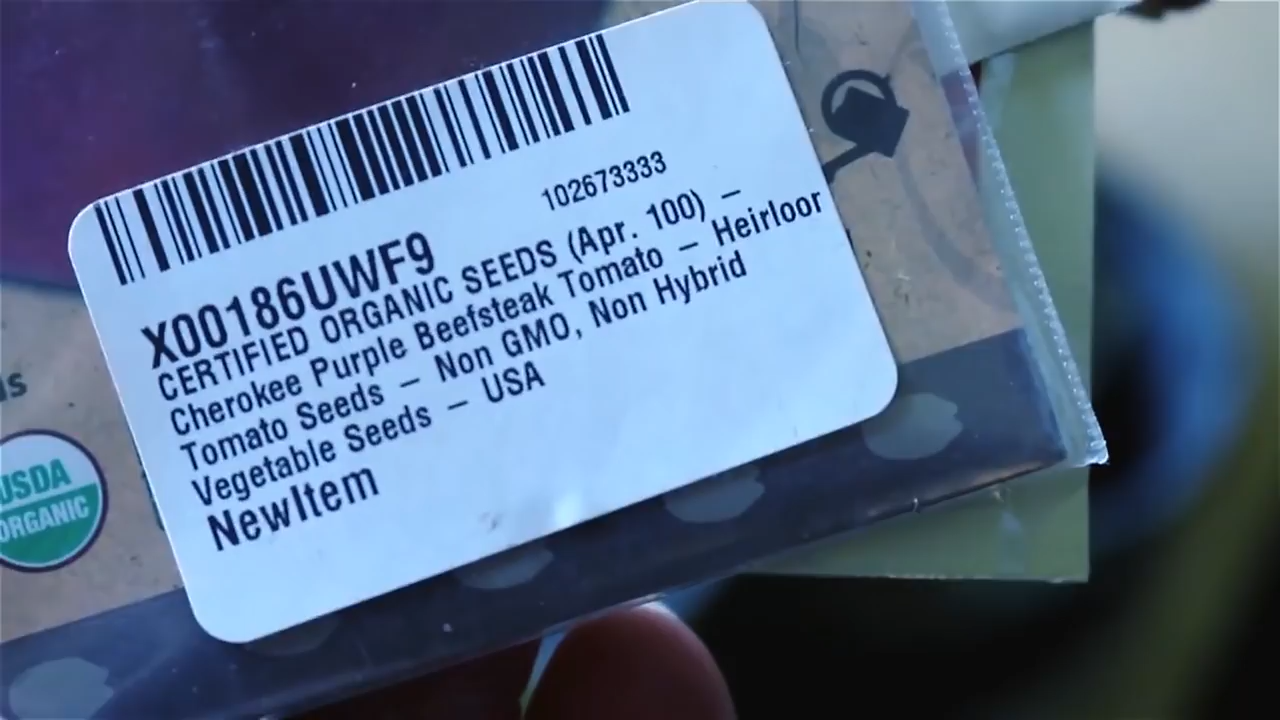 102673333
X00186UWF9
CERTIFIED ORGANIC SEEDS (Apr. 100) –
Cherokee Purple Beefsteak Tomato – Heirloor
Tomato Seeds – Non GMO, Non Hybrid
Vegetable Seeds – USA
NewItem
USDA
ORGANIC